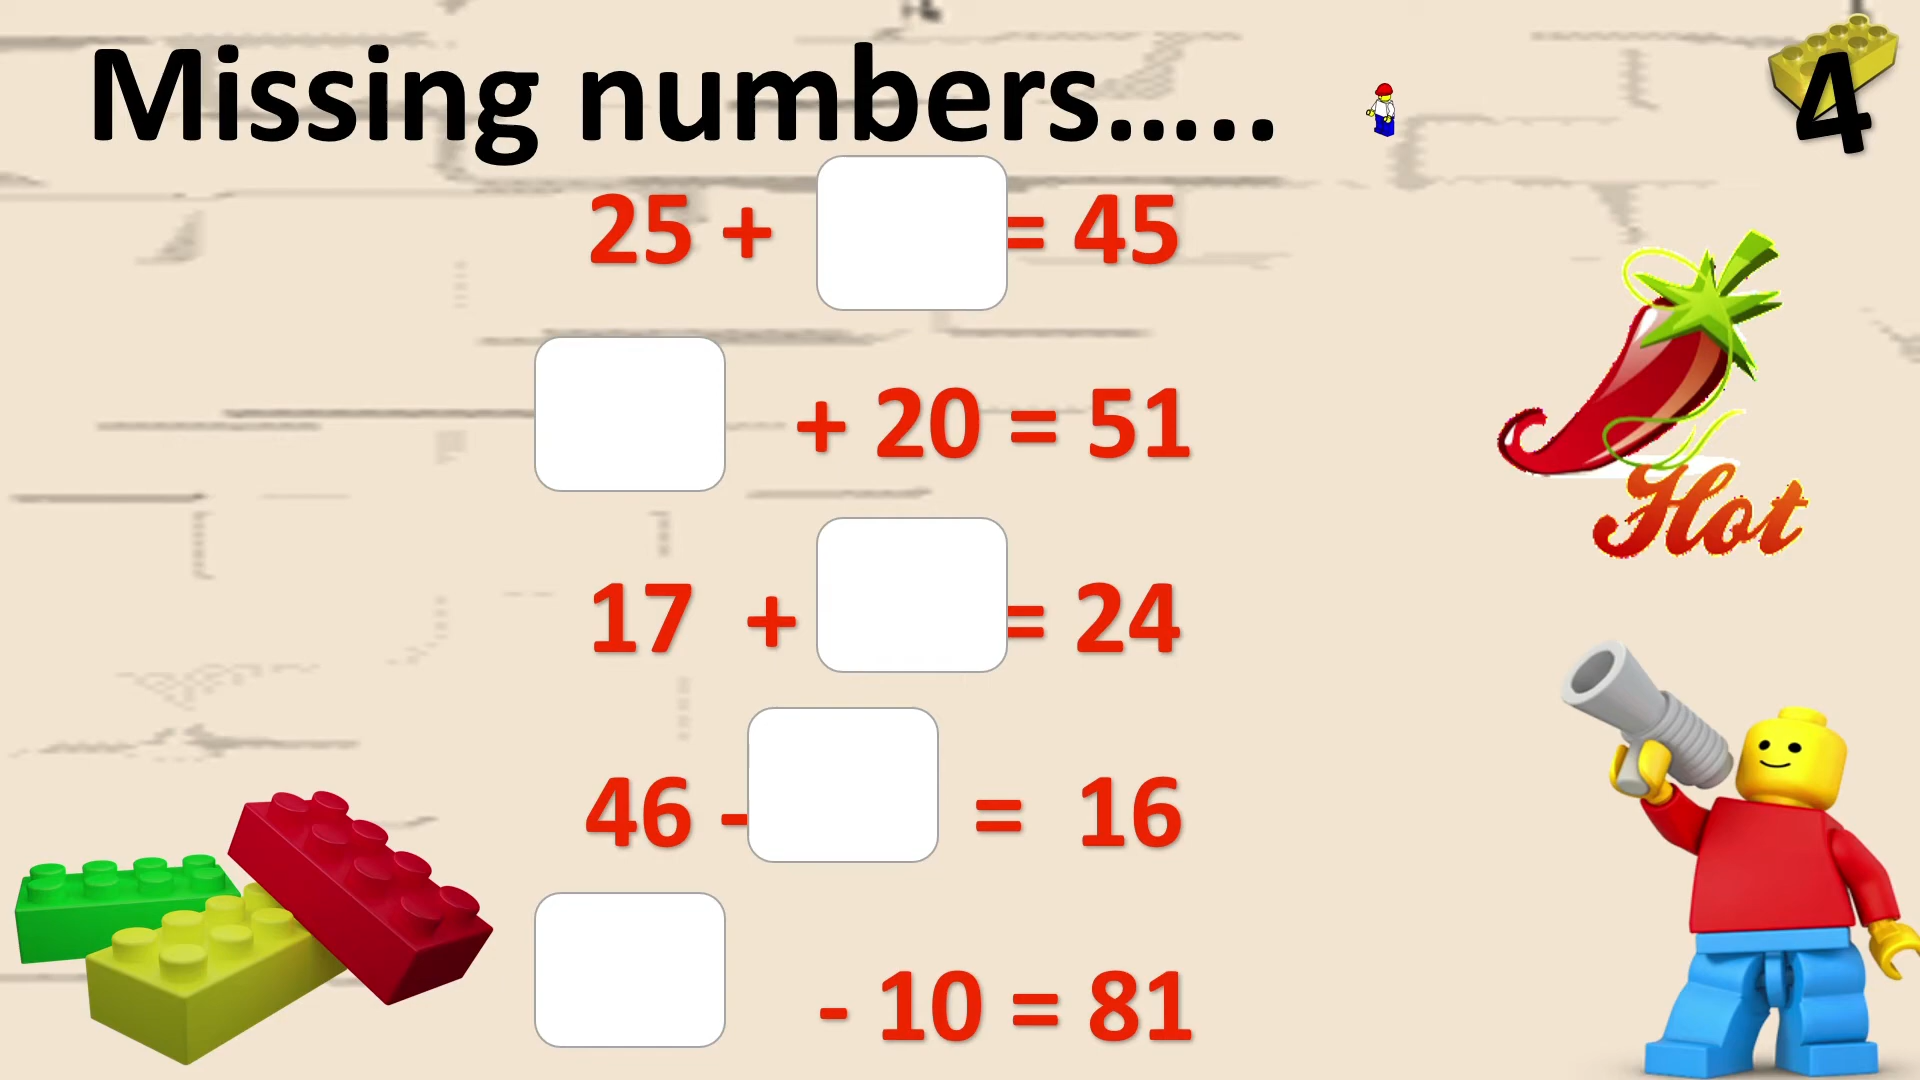 Missing numbers.....
4
25 + = 45
+ 20 = 51
Hot
17 + = 24
46 - = 16
- 10 = 81